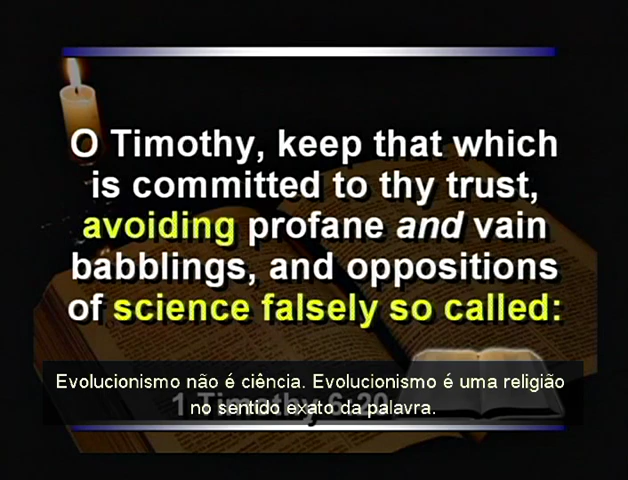 O Timothy, keep that which
is committed to thy trust,
avoiding profane and vain
babblings, and oppositions
of science falsely so called:
Evolucionismo não é ciência. Evolucionismo é uma religião
1 Timothy 6:20
no sentido exato da palavra.